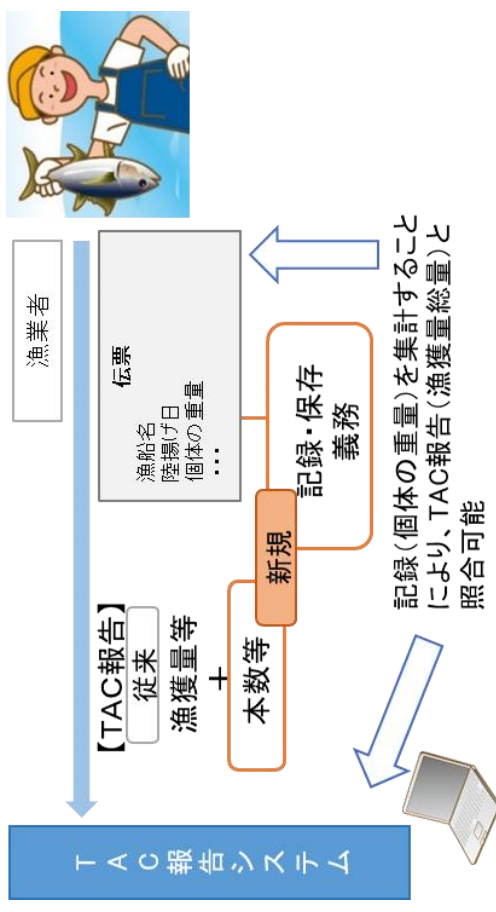 漁業者
伝票
漁船名
陸揚げ日
個体の重量
・・・
【TAC報告】
従来
漁獲量等
＋
本数等
新規
記録・保存
義務
ＴＡＣ報告システム
記録(個体の重量)を集計すること
により、TAC報告(漁獲量総量)と
照合可能